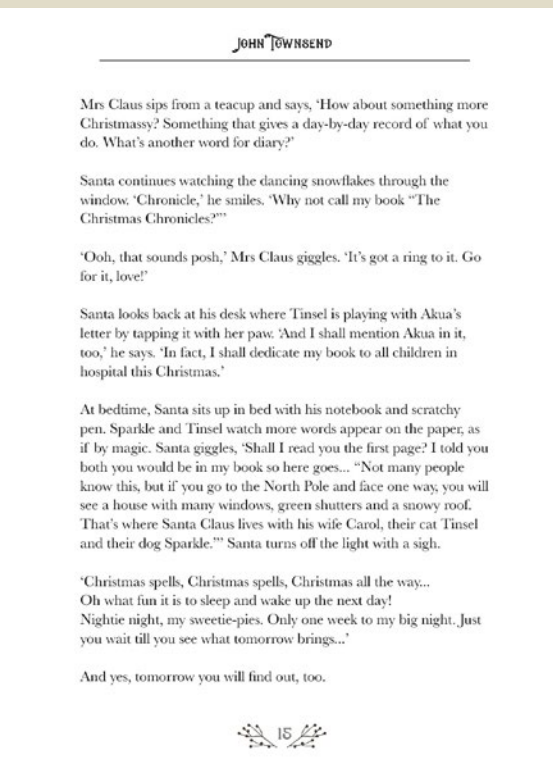 JOHN TOWNSEND
Mrs Claus sips from a teacup and says, ‘How about something more
Christmassy? Something that gives a day-by-day record of what you
do. What’s another word for diary?’
Santa continues watching the dancing snowflakes through the
window. ‘Chronicle,’ he smiles. ‘Why not call my book “The
Christmas Chronicles?”’
‘Ooh, that sounds posh,’ Mrs Claus giggles. ‘It’s got a ring to it. Go
for it, love!’
Santa looks back at his desk where Tinsel is playing with Akua’s
letter by tapping it with her paw. ‘And I shall mention Akua in it,
too,’ he says. ‘In fact, I shall dedicate my book to all children in
hospital this Christmas.’
At bedtime, Santa sits up in bed with his notebook and scratchy
pen. Sparkle and Tinsel watch more words appear on the paper, as
if by magic. Santa giggles, ‘Shall I read you the first page? I told you
both you would be in my book so here goes... “Not many people
know this, but if you go to the North Pole and face one way, you will
see a house with many windows, green shutters and a snowy roof.
That’s where Santa Claus lives with his wife Carol, their cat Tinsel
and their dog Sparkle.”’ Santa turns off the light with a sigh.
‘Christmas spells, Christmas spells, Christmas all the way...
Oh what fun it is to sleep and wake up the next day!
Nightie night, my sweetie-pies. Only one week to my big night. Just
you wait till you see what tomorrow brings...’
And yes, tomorrow you will find out, too.
15